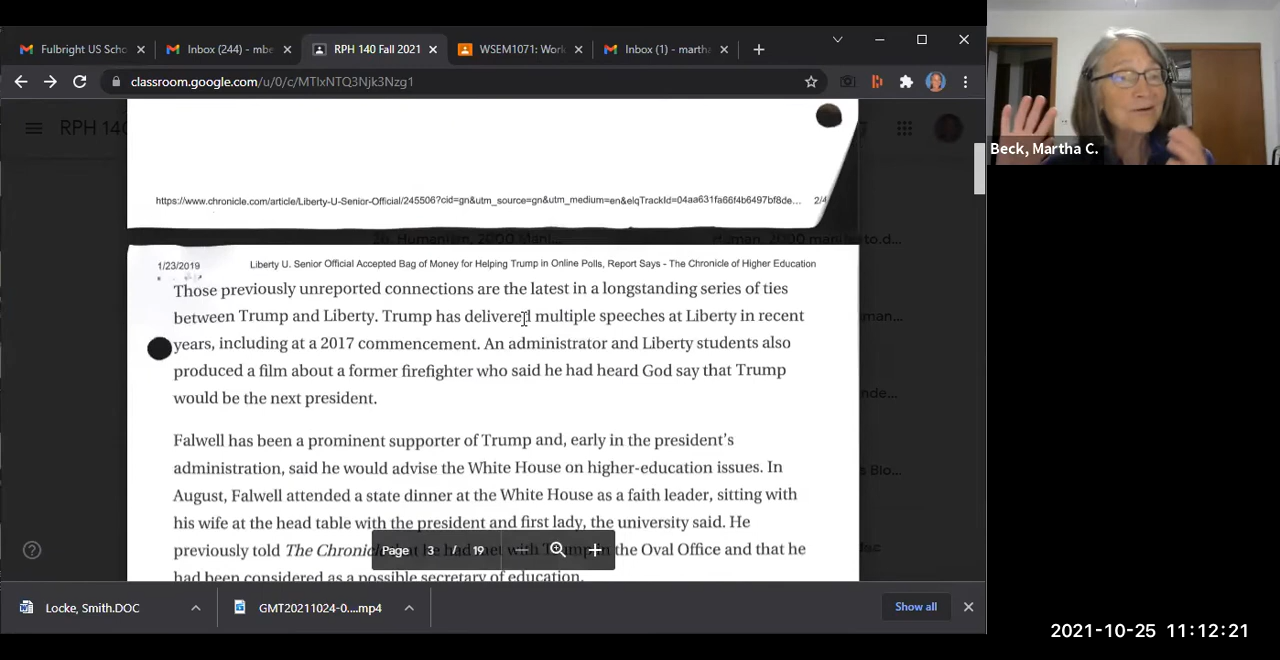 Fulbright US Scho
Inbox (244) - mbe
RPH 140 Fall 2021
WSEM1071: Work
Inbox (1) - martha
classroom.google.com/u/0/c/MTIxNTQ3Njk3Nzg1
RPH 140
Beck, Martha C.
https://www.chronicle.com/article/Liberty-U-Senior-Official/245506?cid=gn&utm_source=gn&utm_medium=en&elqTrackId=04aa631fa66f4b6497bf8de... 2/4
1/23/2019 Liberty U. Senior Official Accepted Bag of Money for Helping Trump in Online Polls, Report Says - The Chronicle of Higher Education
Those previously unreported connections are the latest in a longstanding series of ties
between Trump and Liberty. Trump has delivered multiple speeches at Liberty in recent
years, including at a 2017 commencement. An administrator and Liberty students also
produced a film about a former firefighter who said he had heard God say that Trump
would be the next president.
Falwell has been a prominent supporter of Trump and, early in the president's
administration, said he would advise the White House on higher-education issues. In
August, Falwell attended a state dinner at the White House as a faith leader, sitting with
his wife at the head table with the president and first lady, the university said. He
previously told The Chronicle that he had met with Trump in the Oval Office and that he
had been considered as a possible secretary of education.
Page 3 / 19
Locke, Smith.DOC
GMT20211024-0....mp4
Show all
2021-10-25 11:12:21